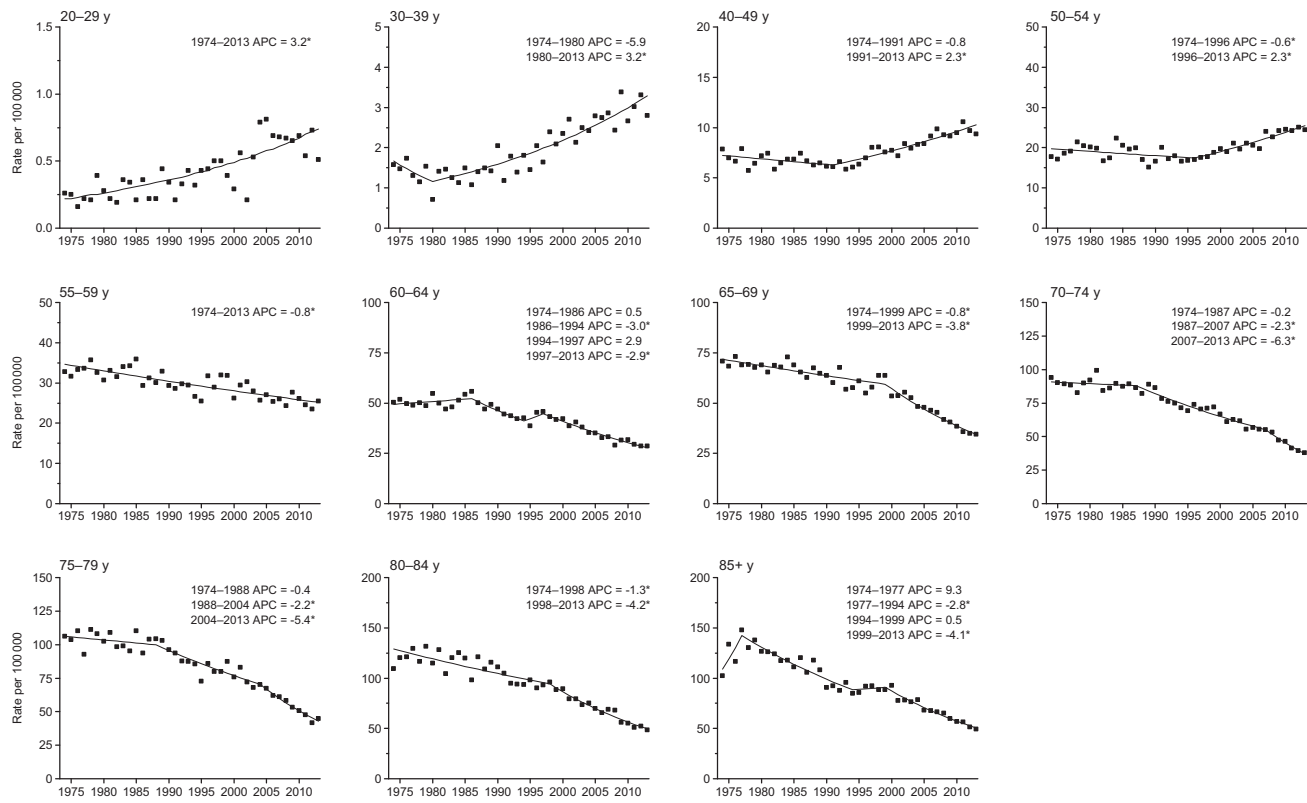 20–29 y
1974–2013 APC = 3.2*
Rate per 100 000
1.5
1.0
0.5
0.0
1975 1980 1985 1990 1995 2000 2005 2010
30–39 y
1974–1980 APC = -5.9
1980–2013 APC = 3.2*
5
4
3
2
1
0
1975 1980 1985 1990 1995 2000 2005 2010
40–49 y
1974–1991 APC = -0.8
1991–2013 APC = 2.3*
20
15
10
5
0
1975 1980 1985 1990 1995 2000 2005 2010
50–54 y
1974–1996 APC = -0.6*
1996–2013 APC = 2.3*
50
40
30
20
10
0
1975 1980 1985 1990 1995 2000 2005 2010
55–59 y
1974–2013 APC = -0.8*
Rate per 100000
50
40
30
20
10
0
1975 1980 1985 1990 1995 2000 2005 2010
60–64 y
1974–1986 APC = 0.5
1986–1994 APC = -3.0*
1994–1997 APC = 2.9
1997–2013 APC = -2.9*
100
75
50
25
0
1975 1980 1985 1990 1995 2000 2005 2010
65–69 y
1974–1999 APC = -0.8*
1999–2013 APC = -3.8*
100
75
50
25
0
1975 1980 1985 1990 1995 2000 2005 2010
70–74 y
1974–1987 APC = -0.2
1987–2007 APC = -2.3*
2007–2013 APC = -6.3*
150
125
100
75
50
25
0
1975 1980 1985 1990 1995 2000 2005 2010
75–79 y
1974–1988 APC = -0.4
1988–2004 APC = -2.2*
2004–2013 APC = -5.4*
Rate per 100 000
150
125
100
75
50
25
0
1975 1980 1985 1990 1995 2000 2005 2010
80–84 y
1974–1998 APC = -1.3*
1998–2013 APC = -4.2*
200
150
100
50
0
1975 1980 1985 1990 1995 2000 2005 2010
85+ y
1974–1977 APC = 9.3
1977–1994 APC = -2.8*
1994–1999 APC = 0.5
1999–2013 APC = -4.1*
200
150
100
50
0
1975 1980 1985 1990 1995 2000 2005 2010